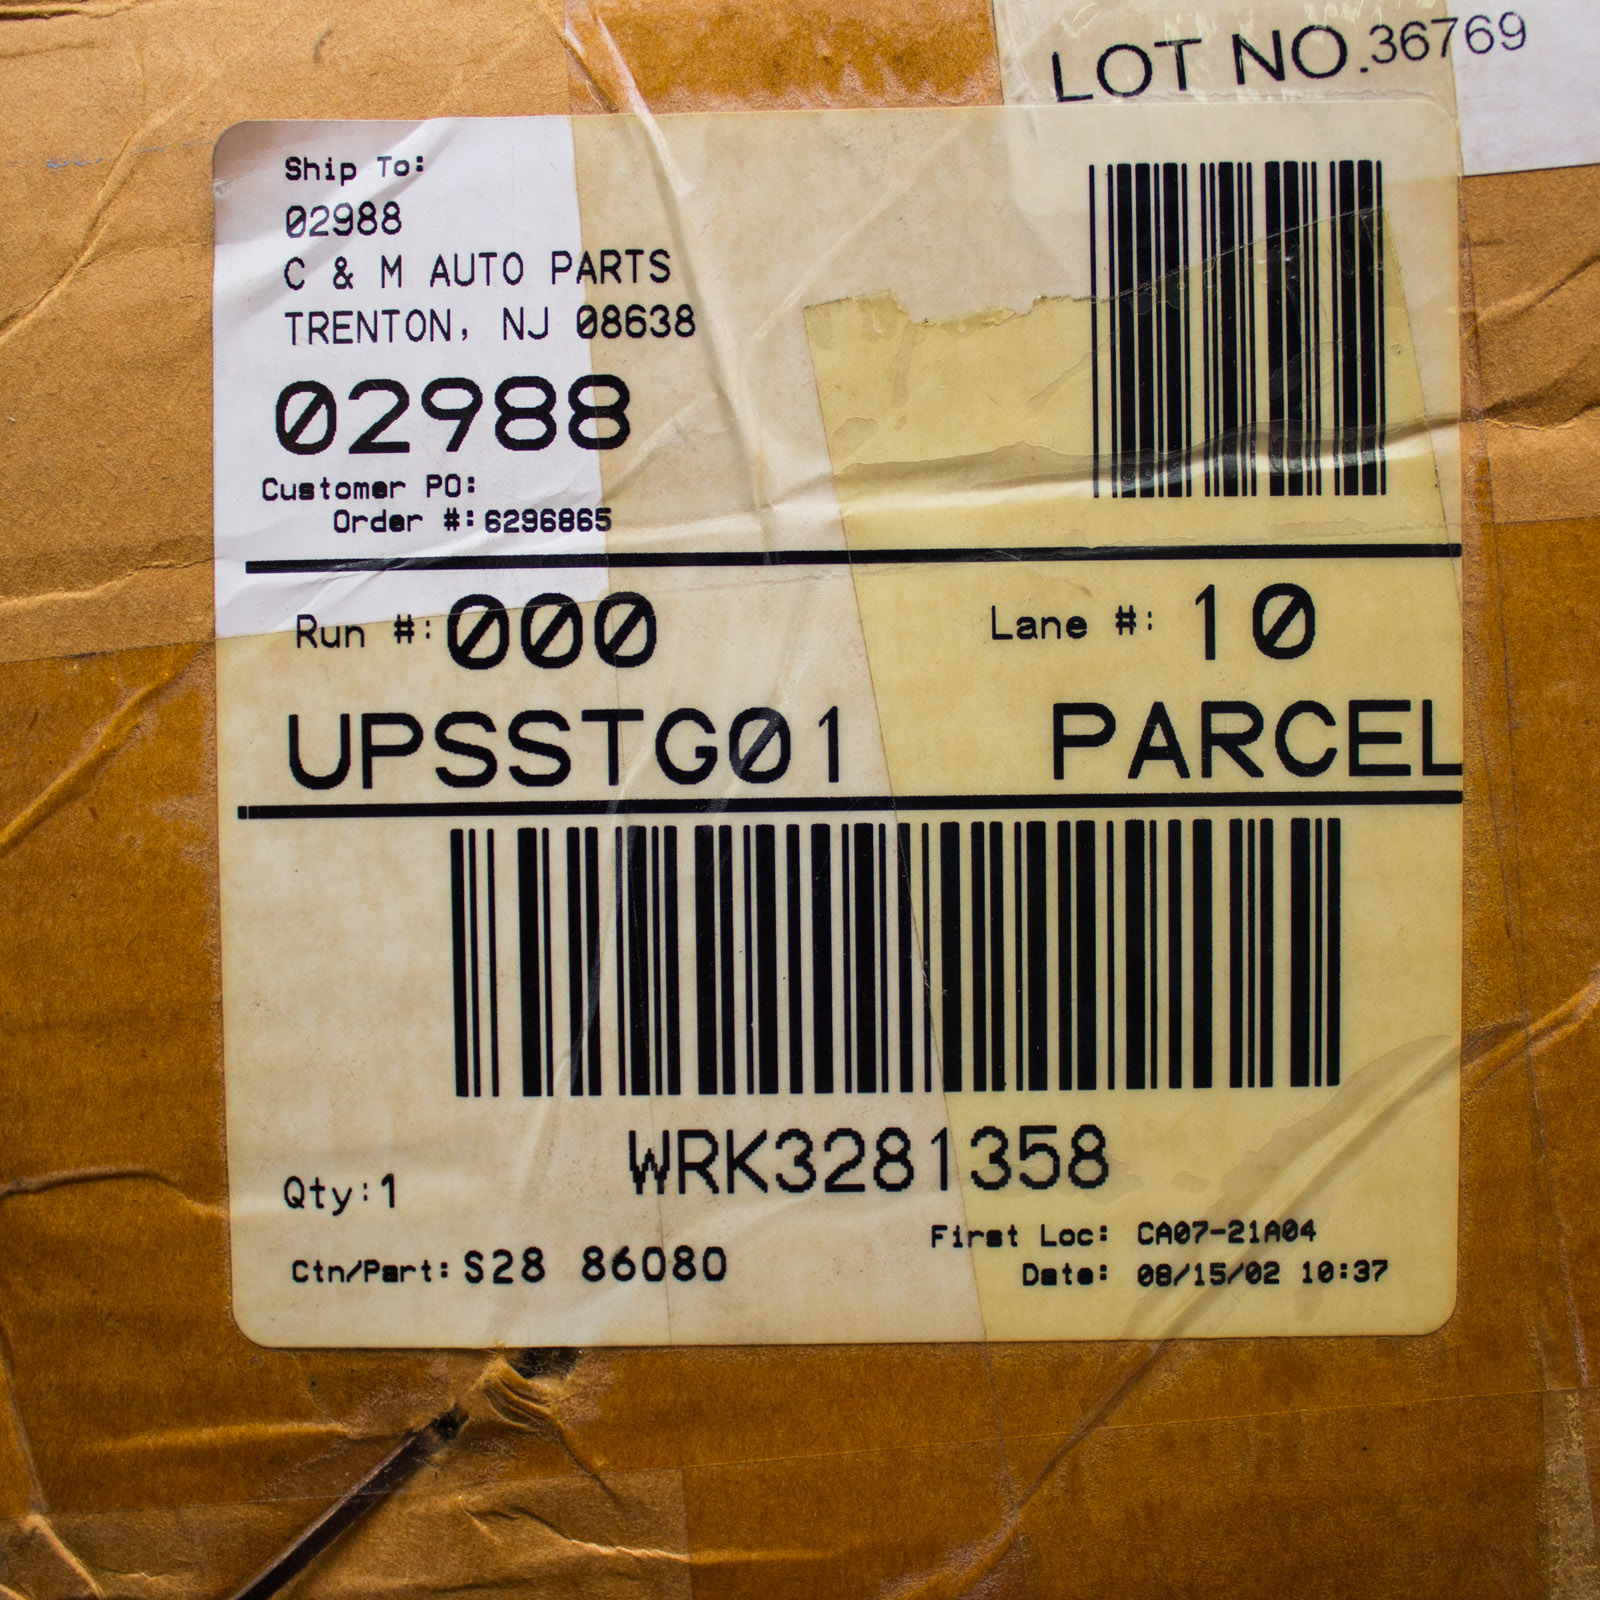 LOT NO. 36769
Ship To:
02988
C & M AUTO PARTS
TRENTON, NJ 08638
02988
Customer PO:
Order #: 6296865
Run #: 000 Lane #: 10
UPSSTG01 PARCEL
WRK3281358
Qty: 1
First Loc: CA07-21A04
Ctn/Part: S28 86080 Date: 08/15/02 10:37